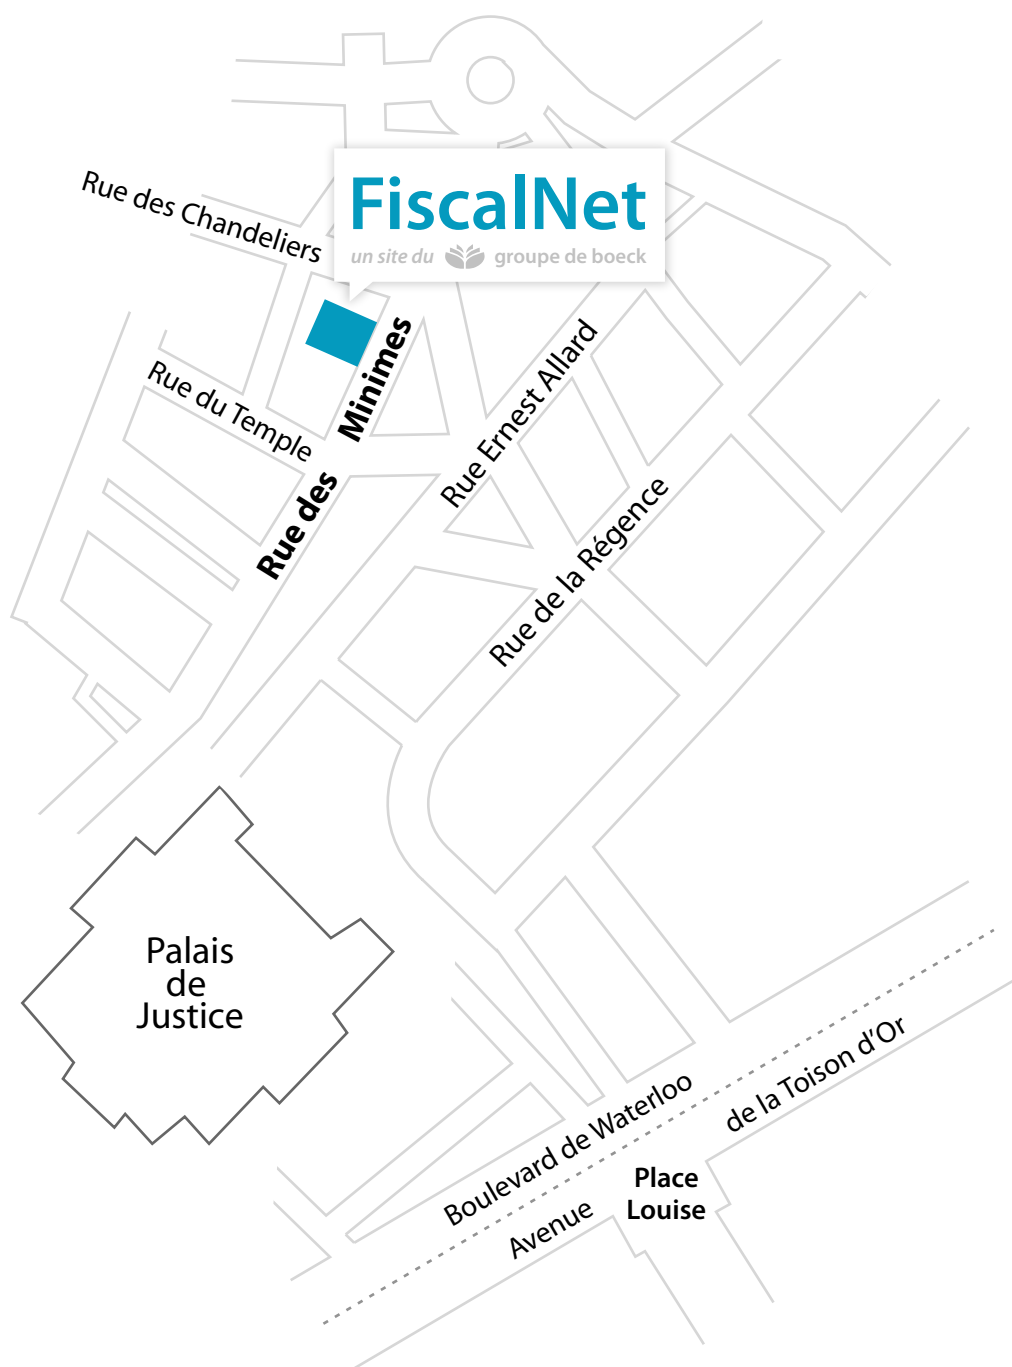 FiscalNet
un site du groupe de boeck
Rue des Chandeliers
Rue des Minimes
Rue du Temple
Rue Ernest Allard
Rue de la Régence
Palais
de
Justice
Boulevard de Waterloo
Avenue de la Toison d'Or
Place
Louise